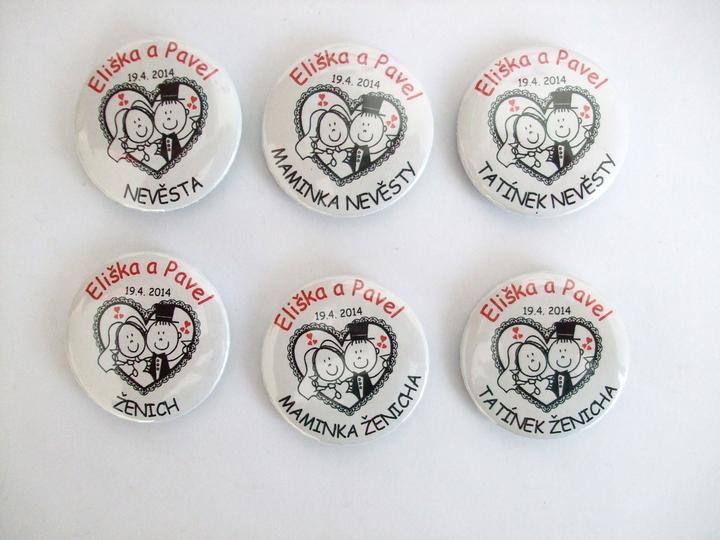 Eliška a Pavel
19.4. 2014
NEVĚSTA
Eliška a Pavel
19.4. 2014
MAMINKA NEVĚSTY
Eliška a Pavel
19.4. 2014
TATÍNEK NEVĚSTY
Eliška a Pavel
19.4. 2014
ŽENICH
Eliška a Pavel
19.4. 2014
MAMINKA ŽENICHA
Eliška a Pavel
19.4. 2014
TATÍNEK ŽENICHA